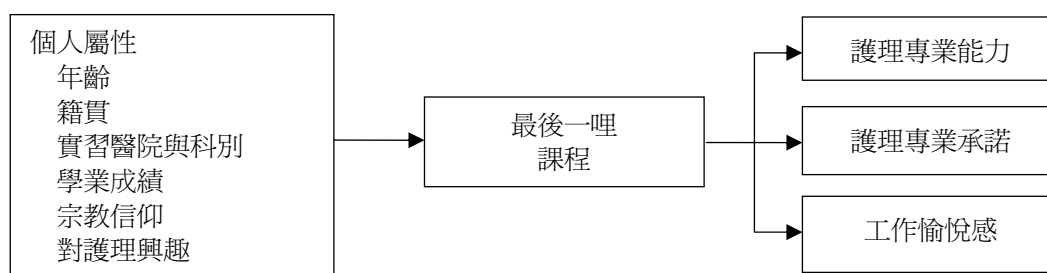 個人屬性
年齡
籍貫
實習醫院與科別
學業成績
宗教信仰
對護理興趣
最後一哩
課程
護理專業能力
護理專業承諾
工作愉悅感